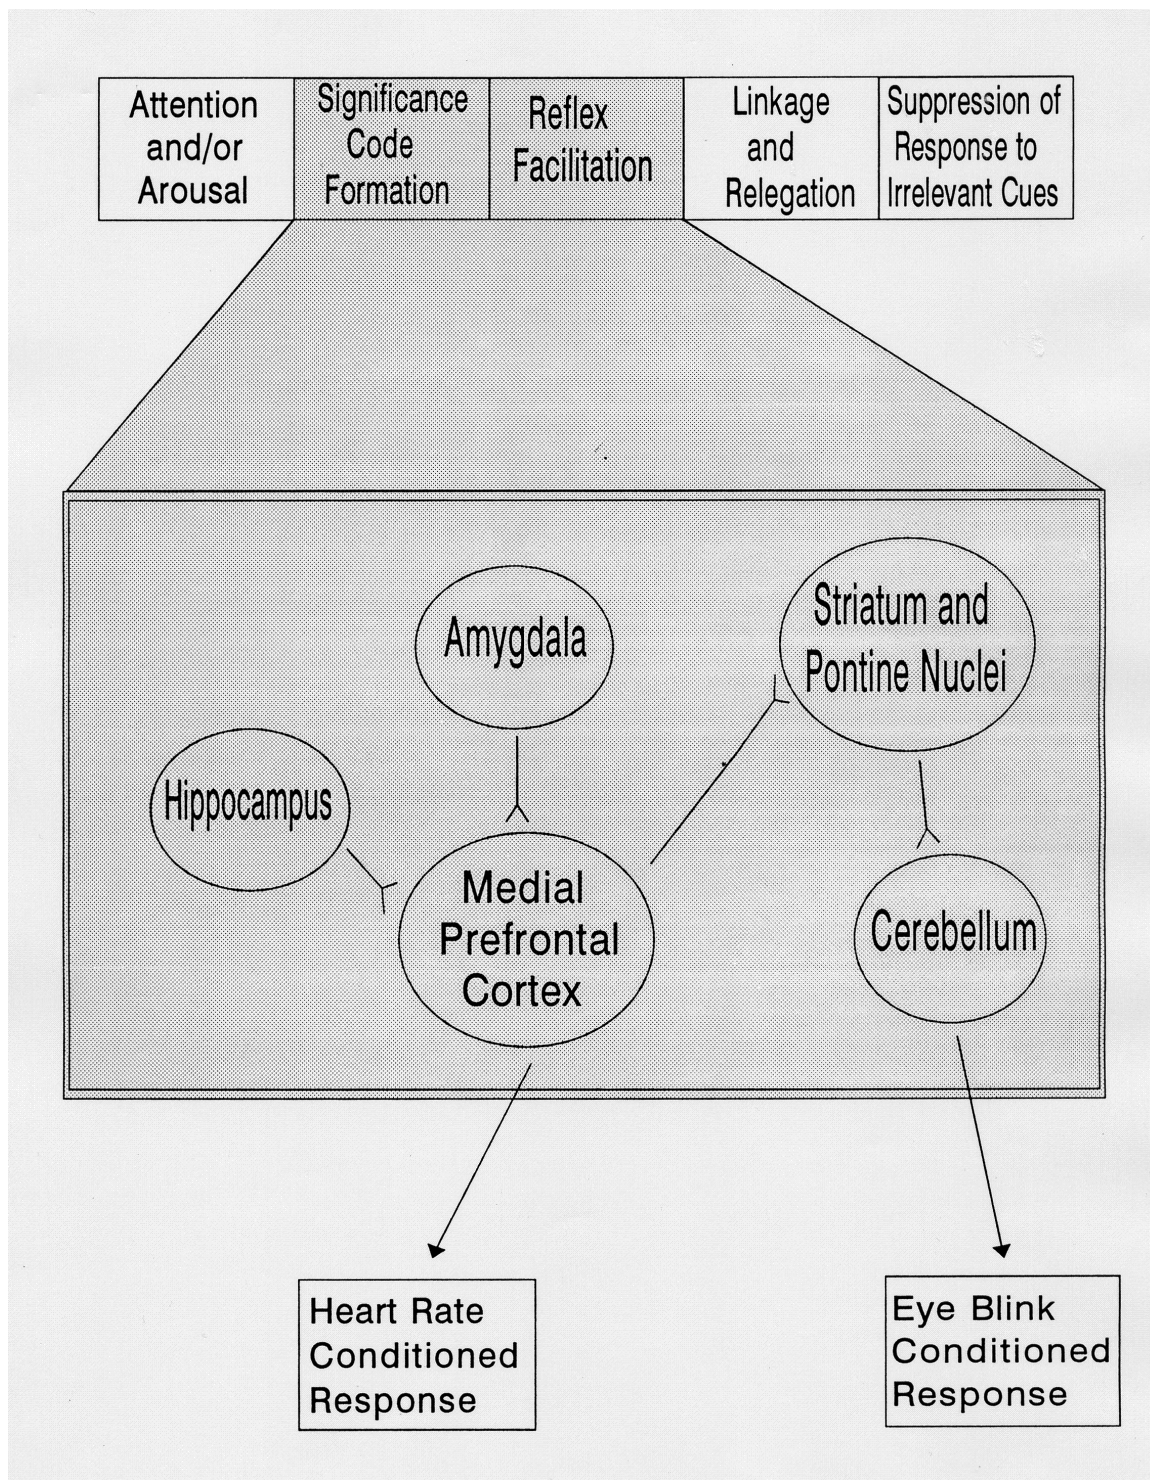 Attention
and/or
Arousal
Significance
Code
Formation
Reflex
Facilitation
Linkage
and
Relegation
Suppression of
Response to
Irrelevant Cues
Amygdala
Striatum and
Pontine Nuclei
Hippocampus
Medial
Prefrontal
Cortex
Cerebellum
Heart Rate
Conditioned
Response
Eye Blink
Conditioned
Response